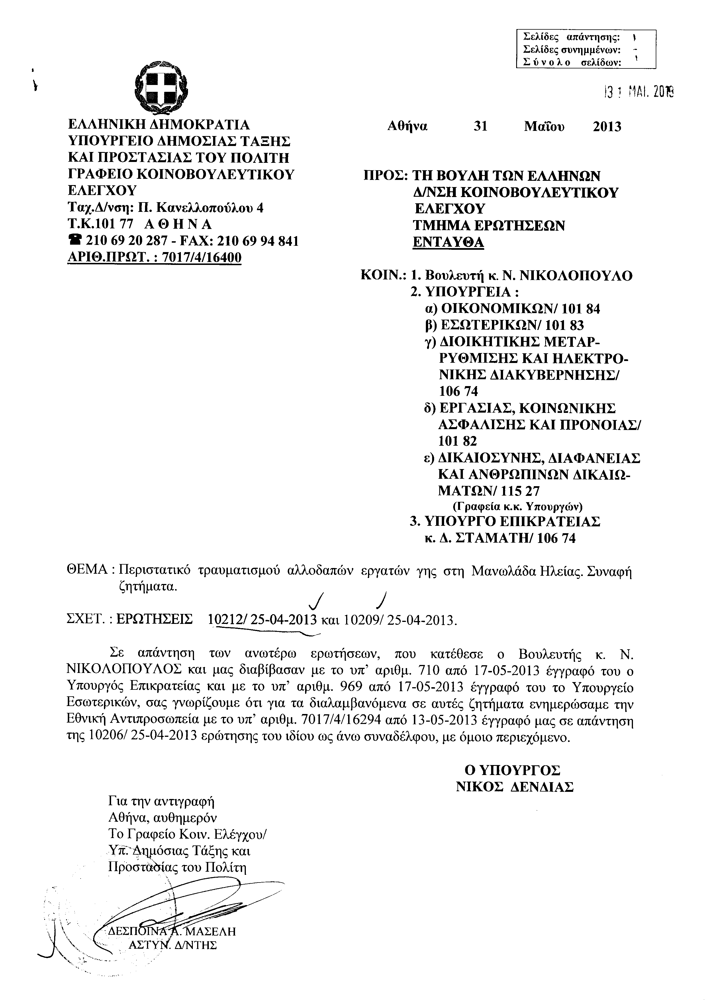 Σελίδες απάντησης: 1
Σελίδες συνημμένων: -
Σύνολο σελίδων: 1
31 ΜΑΙ. 2013
ΕΛΛΗΝΙΚΗ ΔΗΜΟΚΡΑΤΙΑ
ΥΠΟΥΡΓΕΙΟ ΔΗΜΟΣΙΑΣ ΤΑΞΗΣ
ΚΑΙ ΠΡΟΣΤΑΣΙΑΣ ΤΟΥ ΠΟΛΙΤΗ
ΓΡΑΦΕΙΟ ΚΟΙΝΟΒΟΥΛΕΥΤΙΚΟΥ
ΕΛΕΓΧΟΥ
Ταχ.Δ/νση: Π. Κανελλοπούλου 4
Τ.Κ.101 77 Α Θ Η Ν Α
☎ 210 69 20 287 - FAX: 210 69 94 841
ΑΡΙΘ.ΠΡΩΤ. : 7017/4/16400
Αθήνα 31 Μαΐου 2013
ΠΡΟΣ: ΤΗ ΒΟΥΛΗ ΤΩΝ ΕΛΛΗΝΩΝ
Δ/ΝΣΗ ΚΟΙΝΟΒΟΥΛΕΥΤΙΚΟΥ
ΕΛΕΓΧΟΥ
ΤΜΗΜΑ ΕΡΩΤΗΣΕΩΝ
ΕΝΤΑΥΘΑ
ΚΟΙΝ.: 1. Βουλευτή κ. Ν. ΝΙΚΟΛΟΠΟΥΛΟ
2. ΥΠΟΥΡΓΕΙΑ :
α) ΟΙΚΟΝΟΜΙΚΩΝ/ 101 84
β) ΕΣΩΤΕΡΙΚΩΝ/ 101 83
γ) ΔΙΟΙΚΗΤΙΚΗΣ ΜΕΤΑΡ-
ΡΥΘΜΙΣΗΣ ΚΑΙ ΗΛΕΚΤΡΟ-
ΝΙΚΗΣ ΔΙΑΚΥΒΕΡΝΗΣΗΣ/
106 74
δ) ΕΡΓΑΣΙΑΣ, ΚΟΙΝΩΝΙΚΗΣ
ΑΣΦΑΛΙΣΗΣ ΚΑΙ ΠΡΟΝΟΙΑΣ/
101 82
ε) ΔΙΚΑΙΟΣΥΝΗΣ, ΔΙΑΦΑΝΕΙΑΣ
ΚΑΙ ΑΝΘΡΩΠΙΝΩΝ ΔΙΚΑΙΩ-
ΜΑΤΩΝ/ 115 27
(Γραφεία κ.κ. Υπουργών)
3. ΥΠΟΥΡΓΟ ΕΠΙΚΡΑΤΕΙΑΣ
κ. Δ. ΣΤΑΜΑΤΗ/ 106 74
ΘΕΜΑ : Περιστατικό τραυματισμού αλλοδαπών εργατών γης στη Μανωλάδα Ηλείας. Συναφή
ζητήματα.
ΣΧΕΤ. : ΕΡΩΤΗΣΕΙΣ 10212/ 25-04-2013 και 10209/ 25-04-2013.
Σε απάντηση των ανωτέρω ερωτήσεων, που κατέθεσε ο Βουλευτής κ. Ν.
ΝΙΚΟΛΟΠΟΥΛΟΣ και μας διαβίβασαν με το υπ’ αριθμ. 710 από 17-05-2013 έγγραφό του ο
Υπουργός Επικρατείας και με το υπ’ αριθμ. 969 από 17-05-2013 έγγραφό του το Υπουργείο
Εσωτερικών, σας γνωρίζουμε ότι για τα διαλαμβανόμενα σε αυτές ζητήματα ενημερώσαμε την
Εθνική Αντιπροσωπεία με το υπ’ αριθμ. 7017/4/16294 από 13-05-2013 έγγραφό μας σε απάντηση
της 10206/ 25-04-2013 ερώτησης του ιδίου ως άνω συναδέλφου, με όμοιο περιεχόμενο.
Ο ΥΠΟΥΡΓΟΣ
ΝΙΚΟΣ ΔΕΝΔΙΑΣ
Για την αντιγραφή
Αθήνα, αυθημερόν
Το Γραφείο Κοιν. Ελέγχου/
Υπ. Δημόσιας Τάξης και
Προστασίας του Πολίτη
ΔΕΣΠΟΙΝΑ Α. ΜΑΣΕΛΗ
ΑΣΤΥΝ. Δ/ΝΤΗΣ